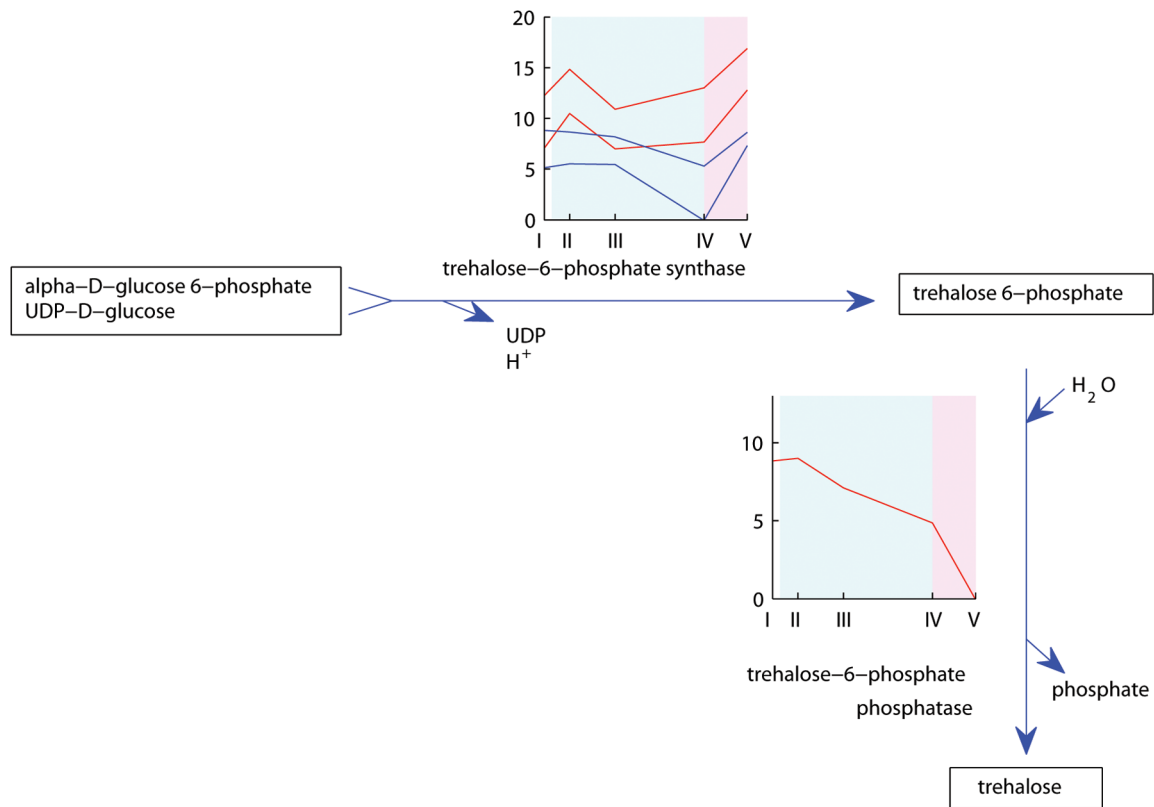 20
15
10
5
0
I II III IV V
trehalose–6–phosphate synthase
alpha–D–glucose 6–phosphate
UDP–D–glucose
trehalose 6–phosphate
UDP
H+
H2O
10
5
0
I II III IV V
trehalose–6–phosphate
phosphatase
phosphate
trehalose